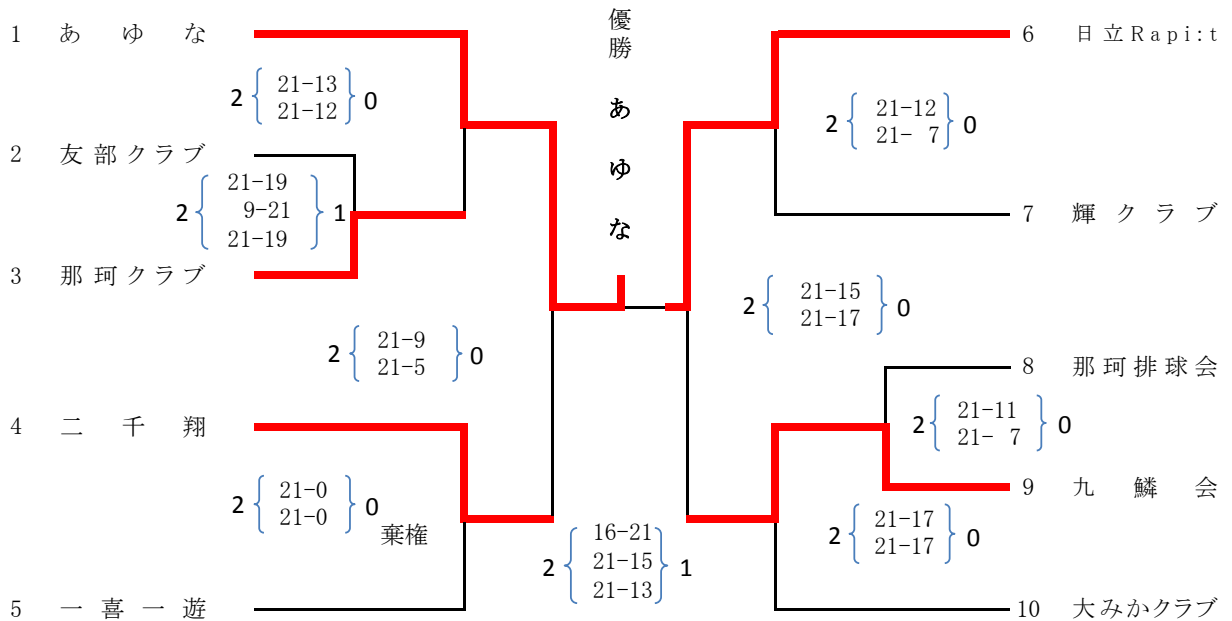 優勝 あゆな
1 あゆな
2 { 21-13 } 0
21-12
2 友部クラブ
2 { 21-19 } 1
9-21
21-19
3 那珂クラブ
2 { 21-9 } 0
21-5
4 二千翔
2 { 21-0 } 0
21-0
棄権
5 一喜一遊
2 { 16-21 } 1
21-15
21-13
6 日立Rapi:t
2 { 21-12 } 0
21- 7
7 輝クラブ
2 { 21-15 } 0
21-17
8 那珂排球会
2 { 21-11 } 0
21- 7
9 九鱗会
2 { 21-17 } 0
21-17
10 大みかクラブ